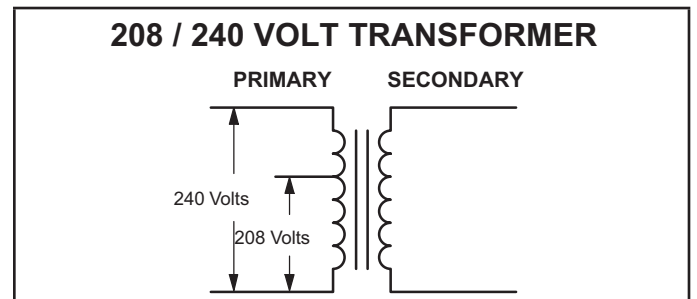 208 / 240 VOLT TRANSFORMER
PRIMARY SECONDARY
240 Volts
208 Volts